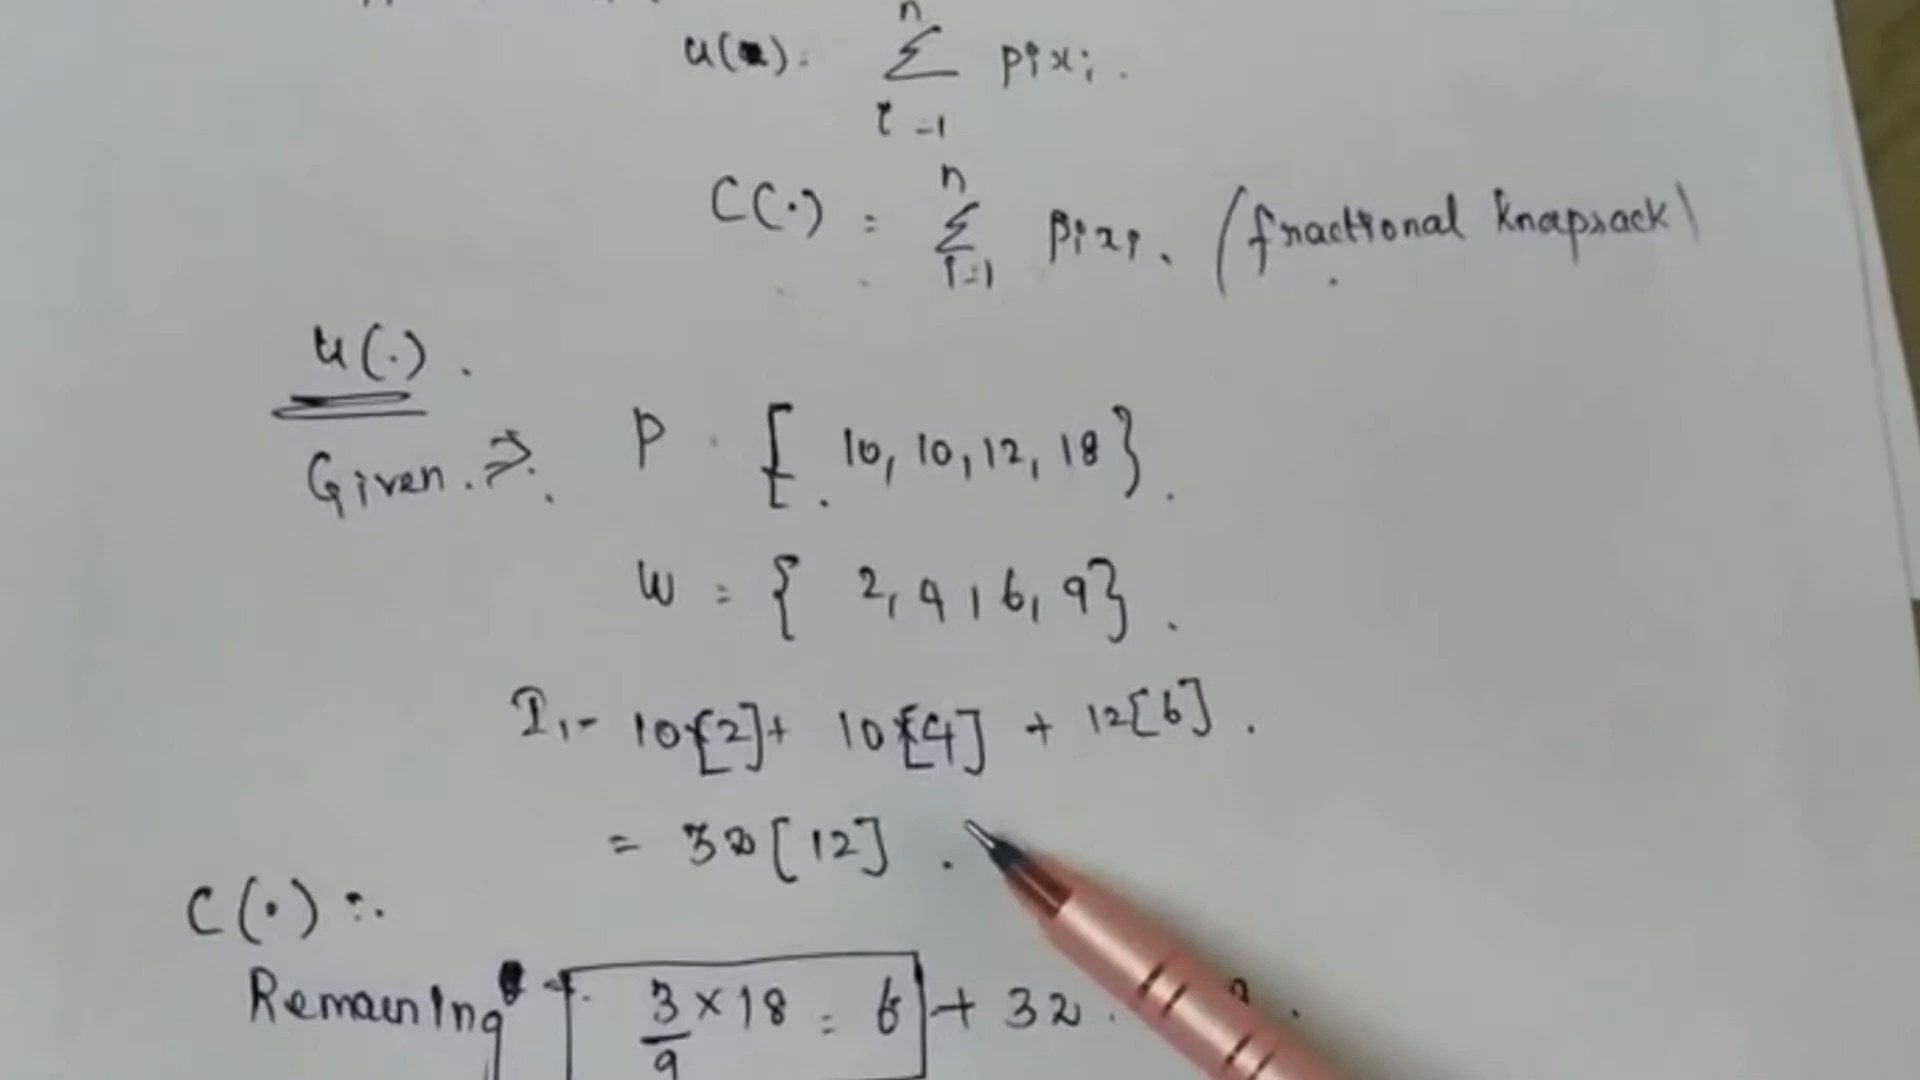 n
u(x) = Σ pixi.
i=1
n
C(·) = Σ pixi. (fractional knapsack)
i=1
u(·).
Given ⇒ P = { 10, 10, 12, 18 }.
W = { 2, 4, 6, 9 }.
I1- 10[2] + 10[4] + 12[6].
= 32[12].
C(·) :.
Remaining = 3/9 × 18 = 6 + 32